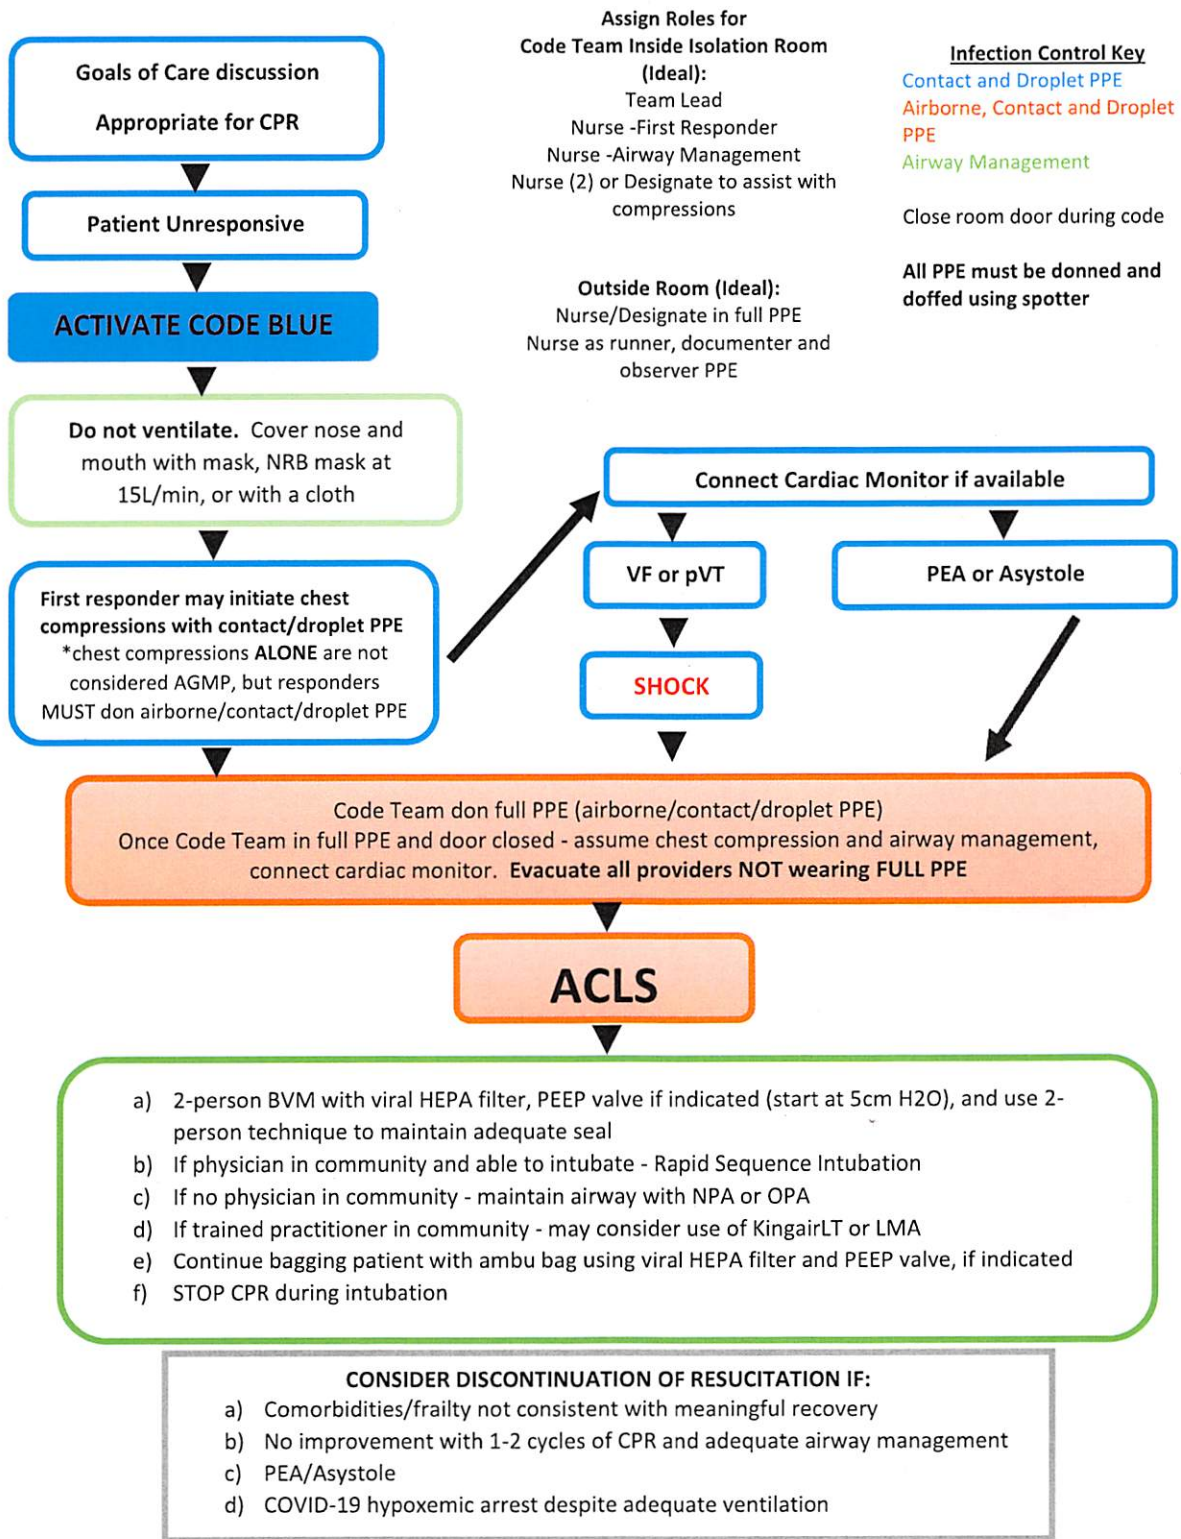 Goals of Care discussion
Appropriate for CPR
Patient Unresponsive
ACTIVATE CODE BLUE
Do not ventilate. Cover nose and
mouth with mask, NRB mask at
15L/min, or with a cloth
First responder may initiate chest
compressions with contact/droplet PPE
*chest compressions ALONE are not
considered AGMP, but responders
MUST don airborne/contact/droplet PPE
Assign Roles for
Code Team Inside Isolation Room
(Ideal):
Team Lead
Nurse -First Responder
Nurse -Airway Management
Nurse (2) or Designate to assist with
compressions
Outside Room (Ideal):
Nurse/Designate in full PPE
Nurse as runner, documenter and
observer PPE
Infection Control Key
Contact and Droplet PPE
Airborne, Contact and Droplet
PPE
Airway Management
Close room door during code
All PPE must be donned and
doffed using spotter
Connect Cardiac Monitor if available
VF or pVT
PEA or Asystole
SHOCK
Code Team don full PPE (airborne/contact/droplet PPE)
Once Code Team in full PPE and door closed - assume chest compression and airway management,
connect cardiac monitor. Evacuate all providers NOT wearing FULL PPE
ACLS
a) 2-person BVM with viral HEPA filter, PEEP valve if indicated (start at 5cm H2O), and use 2-
person technique to maintain adequate seal
b) If physician in community and able to intubate - Rapid Sequence Intubation
c) If no physician in community - maintain airway with NPA or OPA
d) If trained practitioner in community - may consider use of KingairLT or LMA
e) Continue bagging patient with ambu bag using viral HEPA filter and PEEP valve, if indicated
f) STOP CPR during intubation
CONSIDER DISCONTINUATION OF RESUCITATION IF:
a) Comorbidities/frailty not consistent with meaningful recovery
b) No improvement with 1-2 cycles of CPR and adequate airway management
c) PEA/Asystole
d) COVID-19 hypoxemic arrest despite adequate ventilation